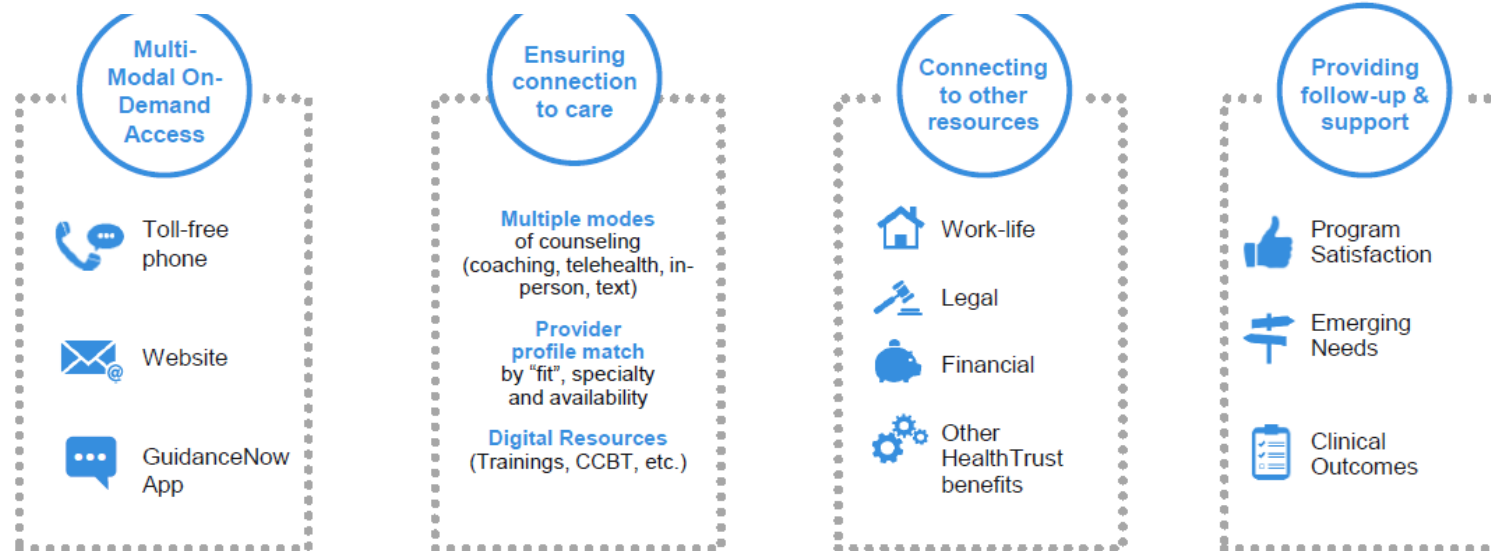 Multi-
Modal On-
Demand
Access
Toll-free
phone
Website
@
GuidanceNow
App
Ensuring
connection
to care
Multiple modes
of counseling
(coaching, telehealth, in-
person, text)
Provider
profile match
by “fit”, specialty
and availability
Digital Resources
(Trainings, CCBT, etc.)
Connecting
to other
resources
Work-life
Legal
Financial
Other
HealthTrust
benefits
Providing
follow-up &
support
Program
Satisfaction
Emerging
Needs
Clinical
Outcomes